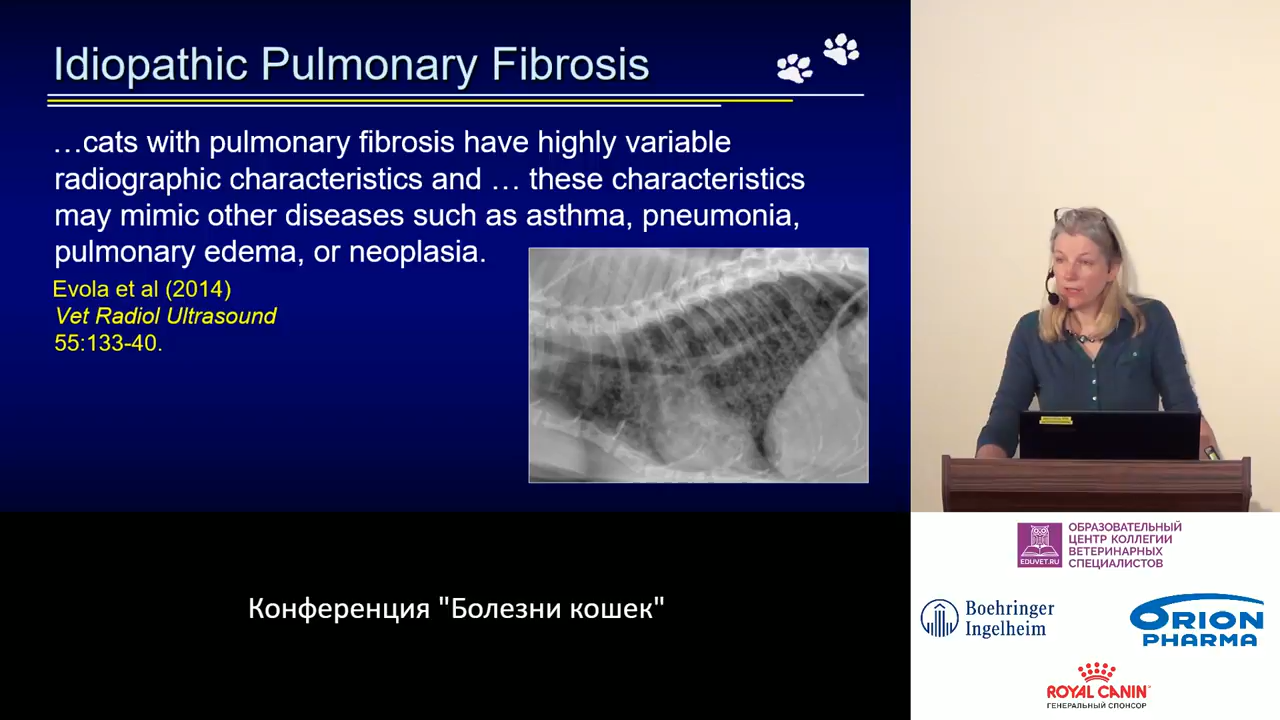 Idiopathic Pulmonary Fibrosis
…cats with pulmonary fibrosis have highly variable
radiographic characteristics and … these characteristics
may mimic other diseases such as asthma, pneumonia,
pulmonary edema, or neoplasia.
Evola et al (2014)
Vet Radiol Ultrasound
55:133-40.
Конференция "Болезни кошек"
EDUVET.RU
ОБРАЗОВАТЕЛЬНЫЙ
ЦЕНТР КОЛЛЕГИИ
ВЕТЕРИНАРНЫХ
СПЕЦИАЛИСТОВ
Boehringer
Ingelheim
ORION
PHARMA
ROYAL CANIN
ГЕНЕРАЛЬНЫЙ СПОНСОР